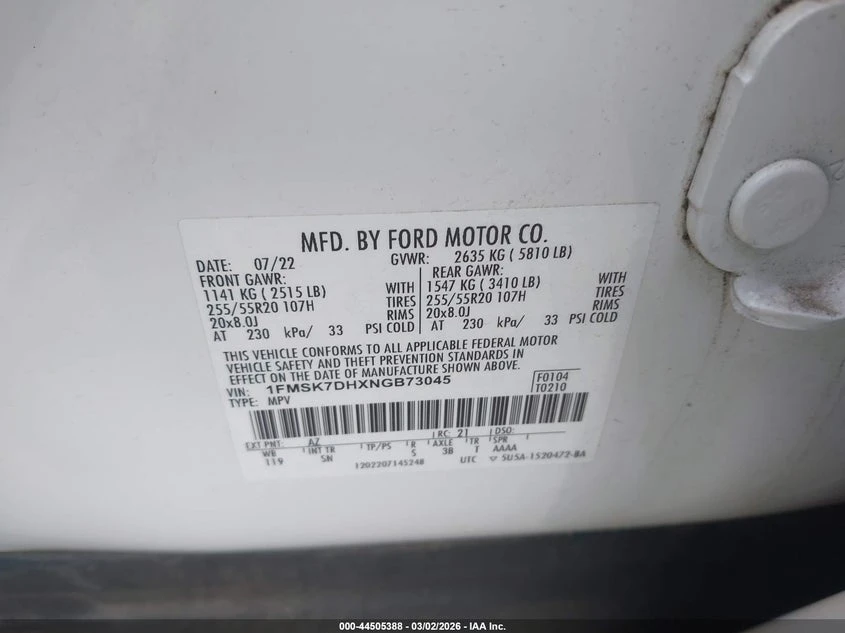 MFD. BY FORD MOTOR CO.
DATE: 07/22 GVWR: 2635 KG ( 5810 LB)
FRONT GAWR: REAR GAWR:
1141 KG ( 2515 LB) WITH 1547 KG ( 3410 LB) WITH
255/55R20 107H TIRES 255/55R20 107H TIRES
20x8.0J RIMS 20x8.0J RIMS
AT 230 kPa/ 33 PSI COLD AT 230 kPa/ 33 PSI COLD
THIS VEHICLE CONFORMS TO ALL APPLICABLE FEDERAL MOTOR
VEHICLE SAFETY AND THEFT PREVENTION STANDARDS IN
EFFECT ON THE DATE OF MANUFACTURE SHOWN ABOVE.
VIN: 1FMSK7DHXNGB73045 F0104
TYPE: MPV T0210
EXT PNT: AZ RC: 21 DSO:
WB INT TR TP/PS R AXLE TR SPR
119 SN S 3B T AAAA
1202207145248 UTC ▽ 5U5A-1520472-BA
000-44505388 - 03/02/2026 - IAA Inc.